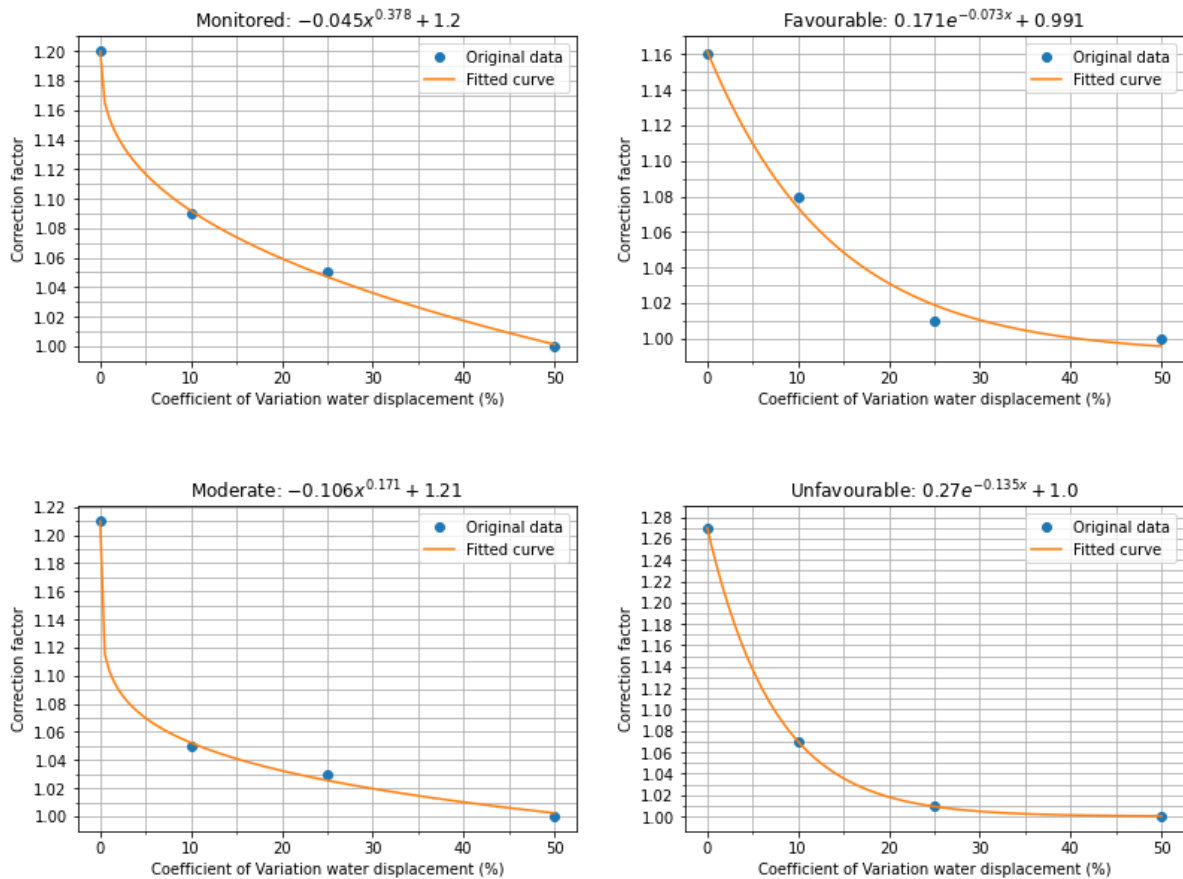 Monitored: −0.045x^0.378 + 1.2
Original data
Fitted curve
1.20
1.18
1.16
1.14
1.12
1.10
1.08
1.06
1.04
1.02
1.00
Correction factor
0 10 20 30 40 50
Coefficient of Variation water displacement (%)
Favourable: 0.171e^−0.073x + 0.991
Original data
Fitted curve
1.16
1.14
1.12
1.10
1.08
1.06
1.04
1.02
1.00
Correction factor
0 10 20 30 40 50
Coefficient of Variation water displacement (%)
Moderate: −0.106x^0.171 + 1.21
Original data
Fitted curve
1.22
1.20
1.18
1.16
1.14
1.12
1.10
1.08
1.06
1.04
1.02
1.00
Correction factor
0 10 20 30 40 50
Coefficient of Variation water displacement (%)
Unfavourable: 0.27e^−0.135x + 1.0
Original data
Fitted curve
1.28
1.26
1.24
1.22
1.20
1.18
1.16
1.14
1.12
1.10
1.08
1.06
1.04
1.02
1.00
Correction factor
0 10 20 30 40 50
Coefficient of Variation water displacement (%)